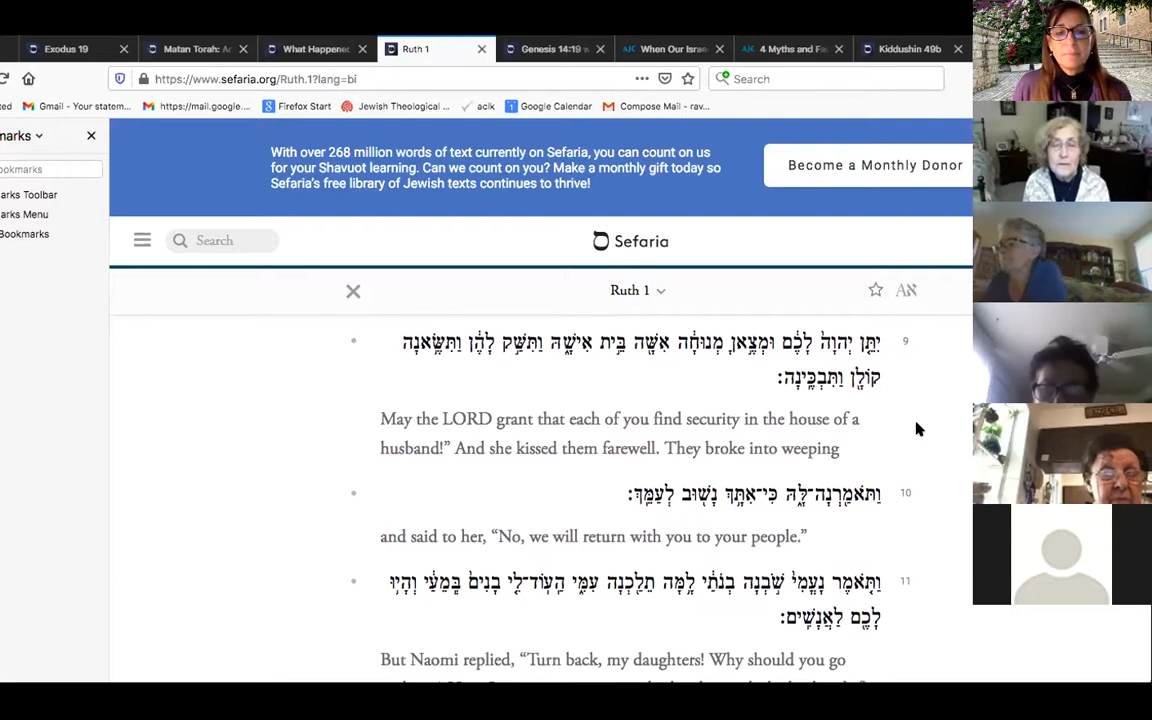 Exodus 19
Matan Torah: Ac
What Happene
Ruth 1
Genesis 14:19 w
When Our Isra
4 Myths and Fa
Kiddushin 49b
https://www.sefaria.org/Ruth.1?lang=bi
Search
ted
Gmail - Your statem...
https://mail.google....
Firefox Start
Jewish Theological ...
aclk
Google Calendar
Compose Mail - rav...
marks
ookmarks
arks Toolbar
arks Menu
Bookmarks
With over 268 million words of text currently on Sefaria, you can count on us
for your Shavuot learning. Can we count on you? Make a monthly gift today so
Sefaria's free library of Jewish texts continues to thrive!
Become a Monthly Donor
Search
Sefaria
Ruth 1
אA
9
יִתֵּ֤ן יְהוָה֙ לָכֶ֔ם וּמְצֶ֣אןָ מְנוּחָ֔ה אִשָּׁ֖ה בֵּ֣ית אִישָׁ֑הּ וַתִּשַּׁ֣ק לָהֶ֔ן וַתִּשֶּׂ֥אנָה
קוֹלָ֖ן וַתִּבְכֶּֽינָה׃
May the LORD grant that each of you find security in the house of a
husband!” And she kissed them farewell. They broke into weeping
10
וַתֹּאמַ֖רְנָה־לָּ֑הּ כִּי־אִתָּ֥ךְ נָשׁ֖וּב לְעַמֵּֽךְ׃
and said to her, “No, we will return with you to your people.”
11
וַתֹּ֤אמֶר נָעֳמִי֙ שֹׁ֣בְנָה בְנֹתַ֔י לָ֥מָּה תֵלַ֖כְנָה עִמִּ֑י הַֽעֽוֹד־לִ֤י בָנִים֙ בְּֽמֵעַ֔י וְהָי֥וּ
לָכֶ֖ם לַאֲנָשִֽׁים׃
But Naomi replied, “Turn back, my daughters! Why should you go